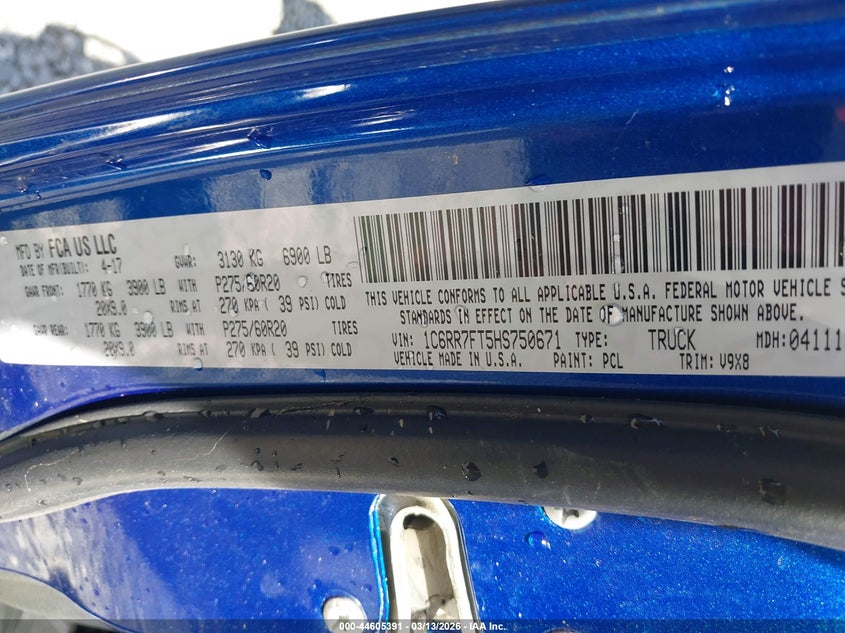 MFD BY FCA US LLC
DATE OF MFR(BUILT): 4-17 GVWR: 3130 KG 6900 LB
GAWR FRONT: 1770 KG 3900 LB WITH P275/60R20 TIRES
20X9.0 RIMS AT 270 KPA ( 39 PSI) COLD
GAWR REAR: 1770 KG 3900 LB WITH P275/60R20 TIRES
20X9.0 RIMS AT 270 KPA ( 39 PSI) COLD
THIS VEHICLE CONFORMS TO ALL APPLICABLE U.S.A. FEDERAL MOTOR VEHICLE S
STANDARDS IN EFFECT ON THE DATE OF MANUFACTURE SHOWN ABOVE.
VIN: 1C6RR7FT5HS750671 TYPE: TRUCK MDH: 04111
VEHICLE MADE IN U.S.A. PAINT: PCL TRIM: V9X8
000-44605391 - 03/13/2026 - IAA Inc.